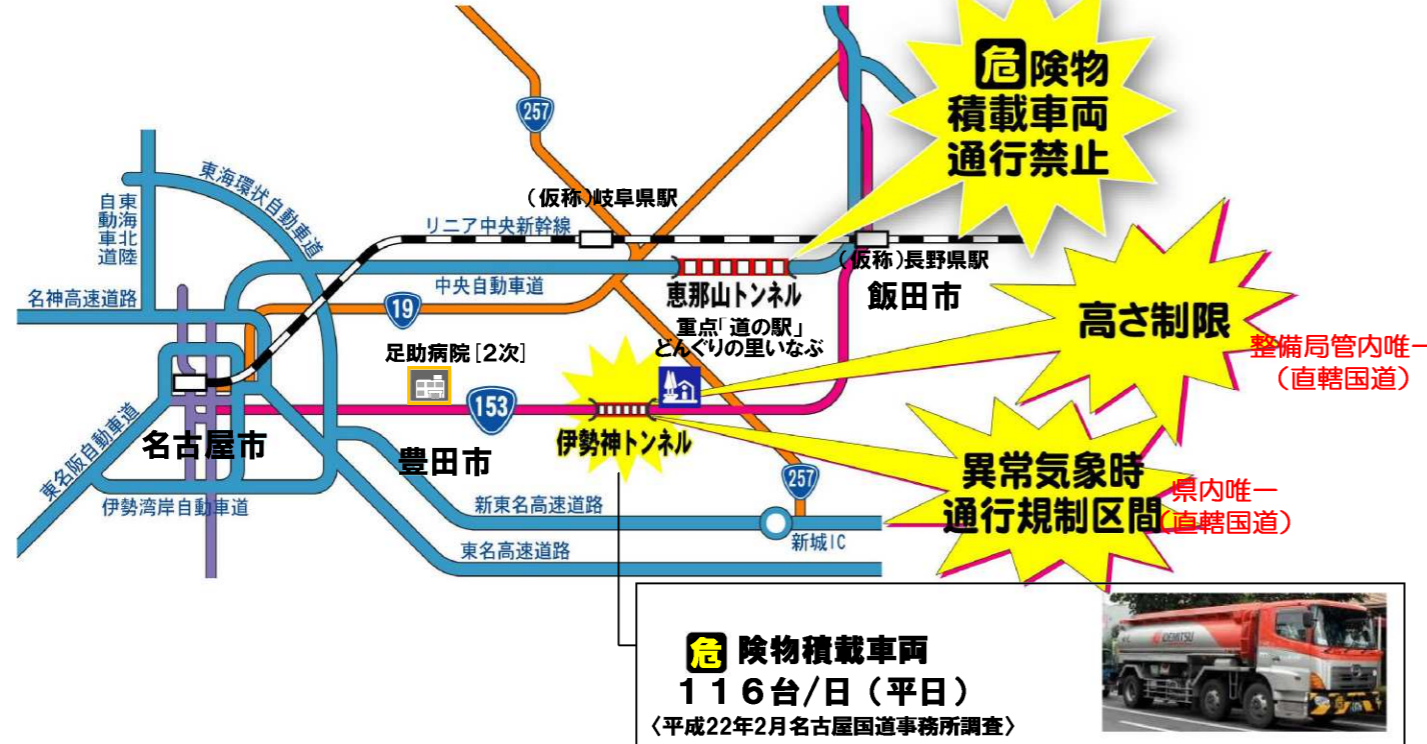 危険物
積載車両
通行禁止
257
(仮称)岐阜県駅
東海環状自動車道
東海北陸
自動車道
リニア中央新幹線
(仮称)長野県駅
中央自動車道
恵那山トンネル
飯田市
名神高速道路
19
重点「道の駅」
どんぐりの里いなぶ
高さ制限
整備局管内唯一
(直轄国道)
足助病院[2次]
153
伊勢神トンネル
名古屋市
豊田市
東名阪自動車道
伊勢湾岸自動車道
257
異常気象時
通行規制区間
県内唯一
(直轄国道)
新東名高速道路
新城IC
東名高速道路
危険物積載車両
116台/日(平日)
〈平成22年2月名古屋国道事務所調査〉
IDEMITSU